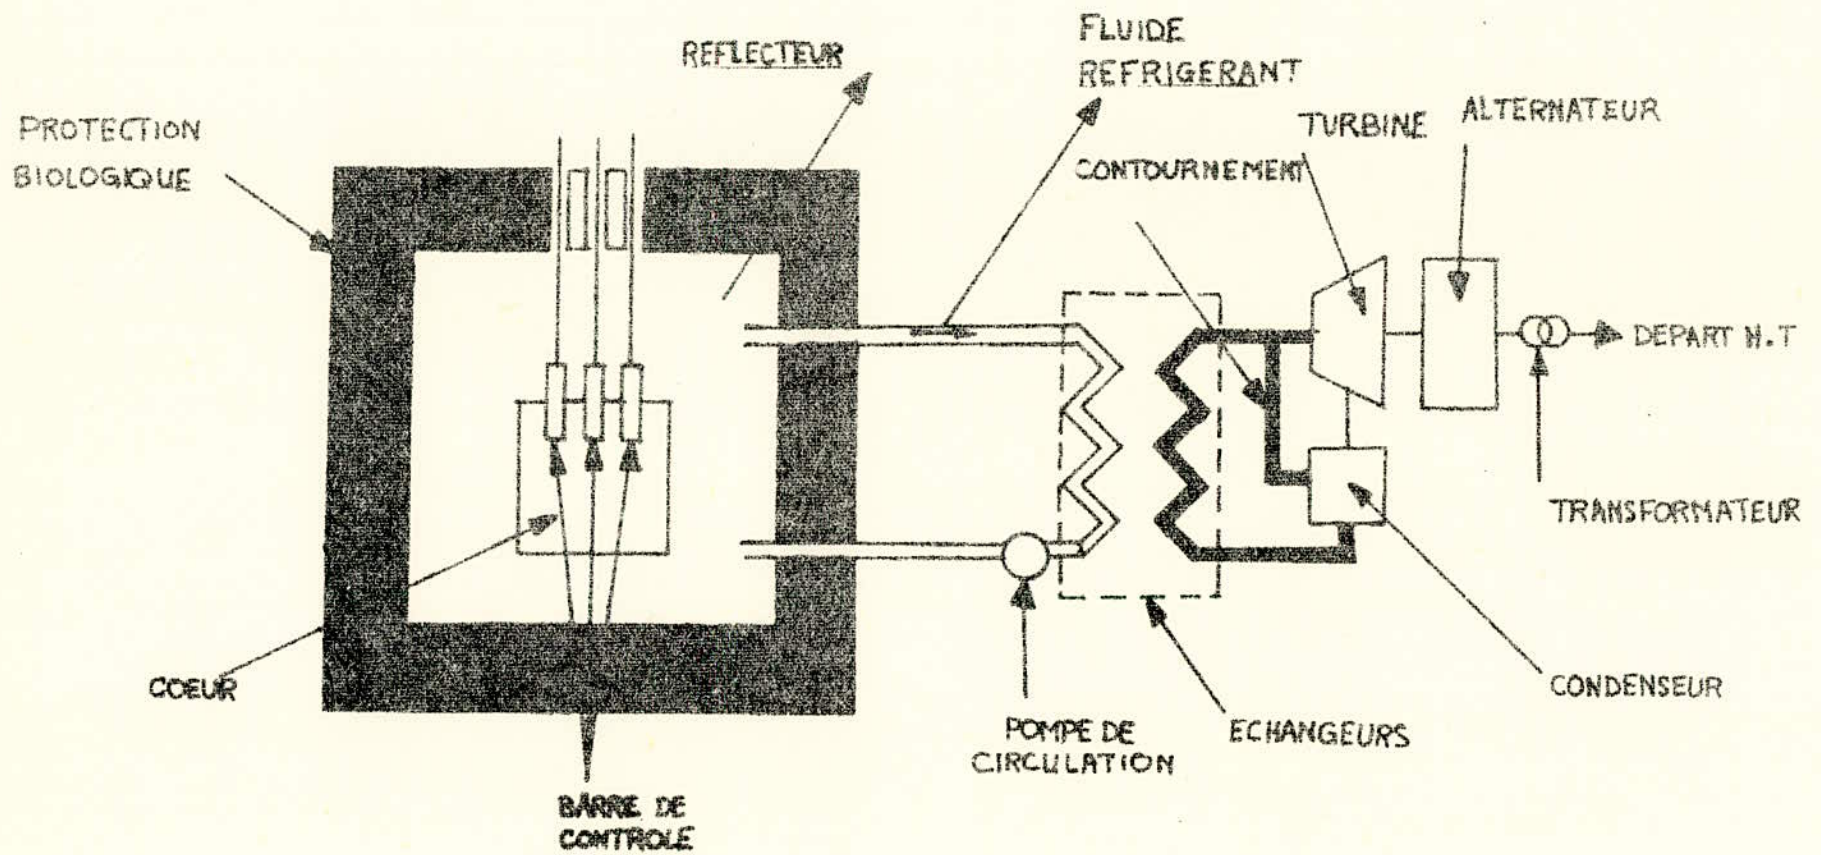 REFLECTEUR
FLUIDE
REFRIGERANT
PROTECTION
BIOLOGIQUE
TURBINE
ALTERNATEUR
CONTOURNEMENT
DEPART H.T
TRANSFORMATEUR
COEUR
CONDENSEUR
POMPE DE
CIRCULATION
ECHANGEURS
BARRE DE
CONTROLE